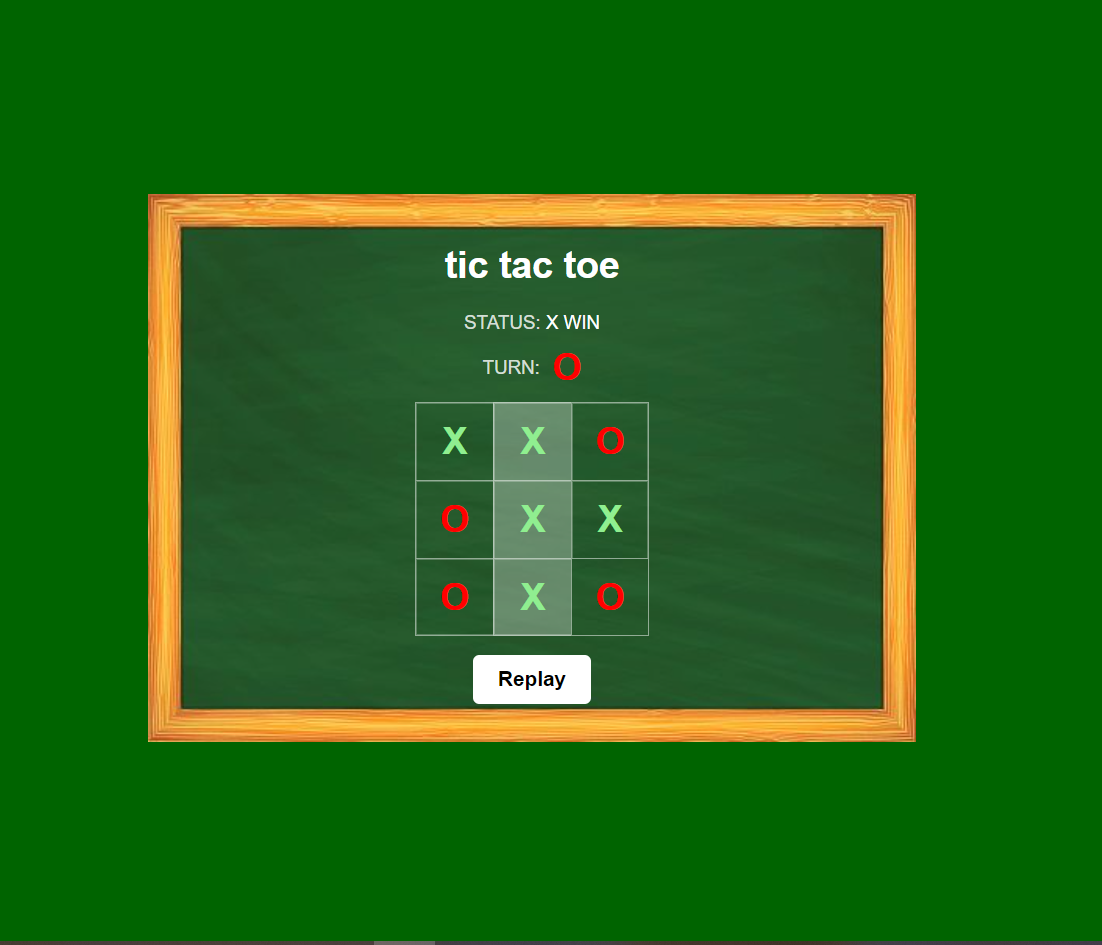 tic tac toe
STATUS: X WIN
TURN: O
X X O
O X X
O X O
Replay